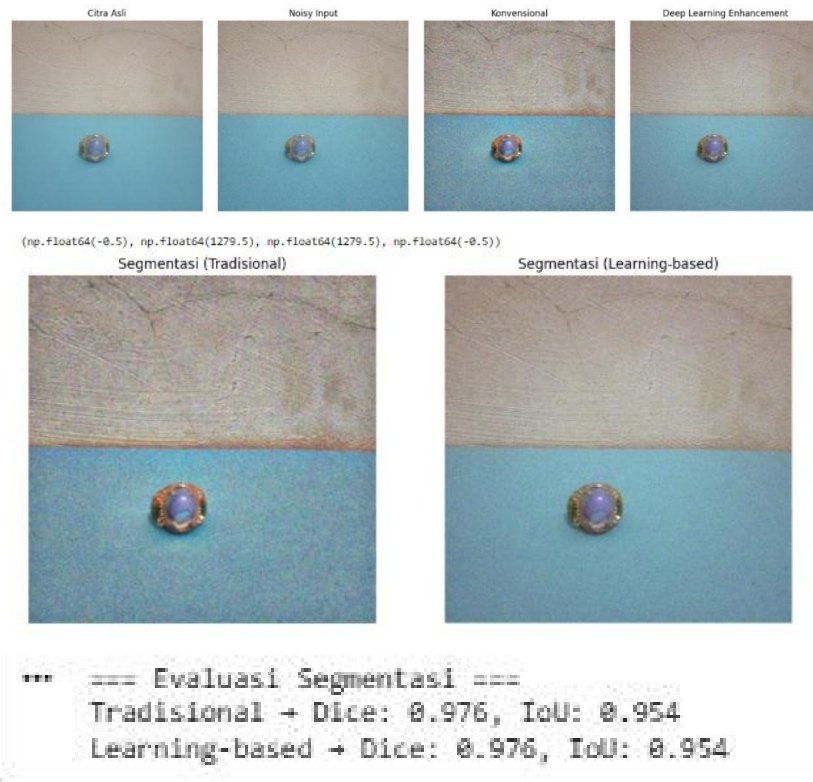 Citra Asli
Noisy Input
Konvensional
Deep Learning Enhancement
(np.float64(-0.5), np.float64(1279.5), np.float64(1279.5), np.float64(-0.5))
Segmentasi (Tradisional)
Segmentasi (Learning-based)
*** === Evaluasi Segmentasi ===
Tradisional → Dice: 0.976, IoU: 0.954
Learning-based → Dice: 0.976, IoU: 0.954